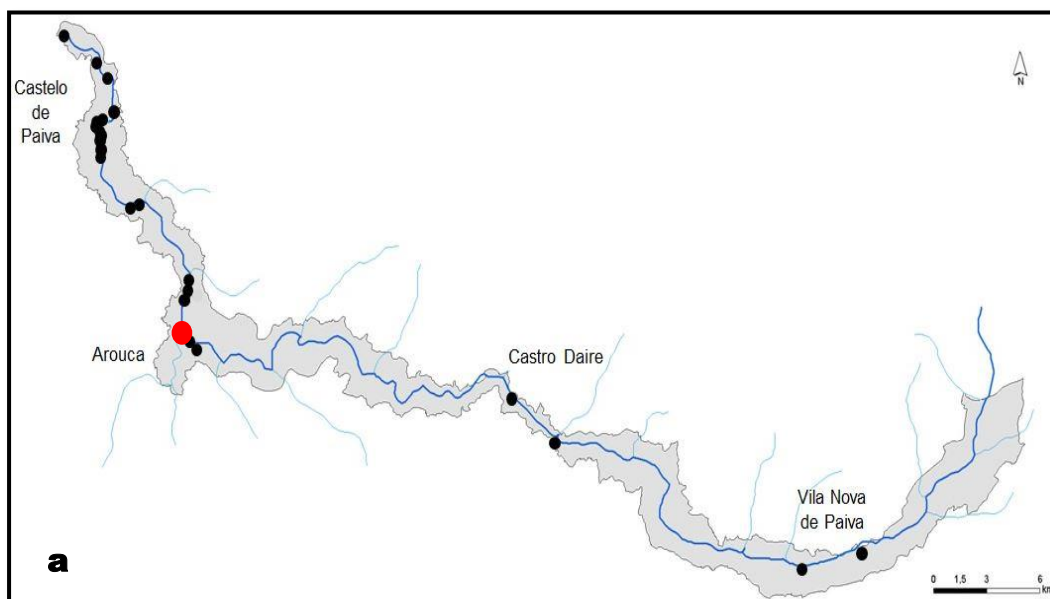 Castelo
de
Paiva
N
Arouca
Castro Daire
Vila Nova
de Paiva
a
0 1,5 3 6
km